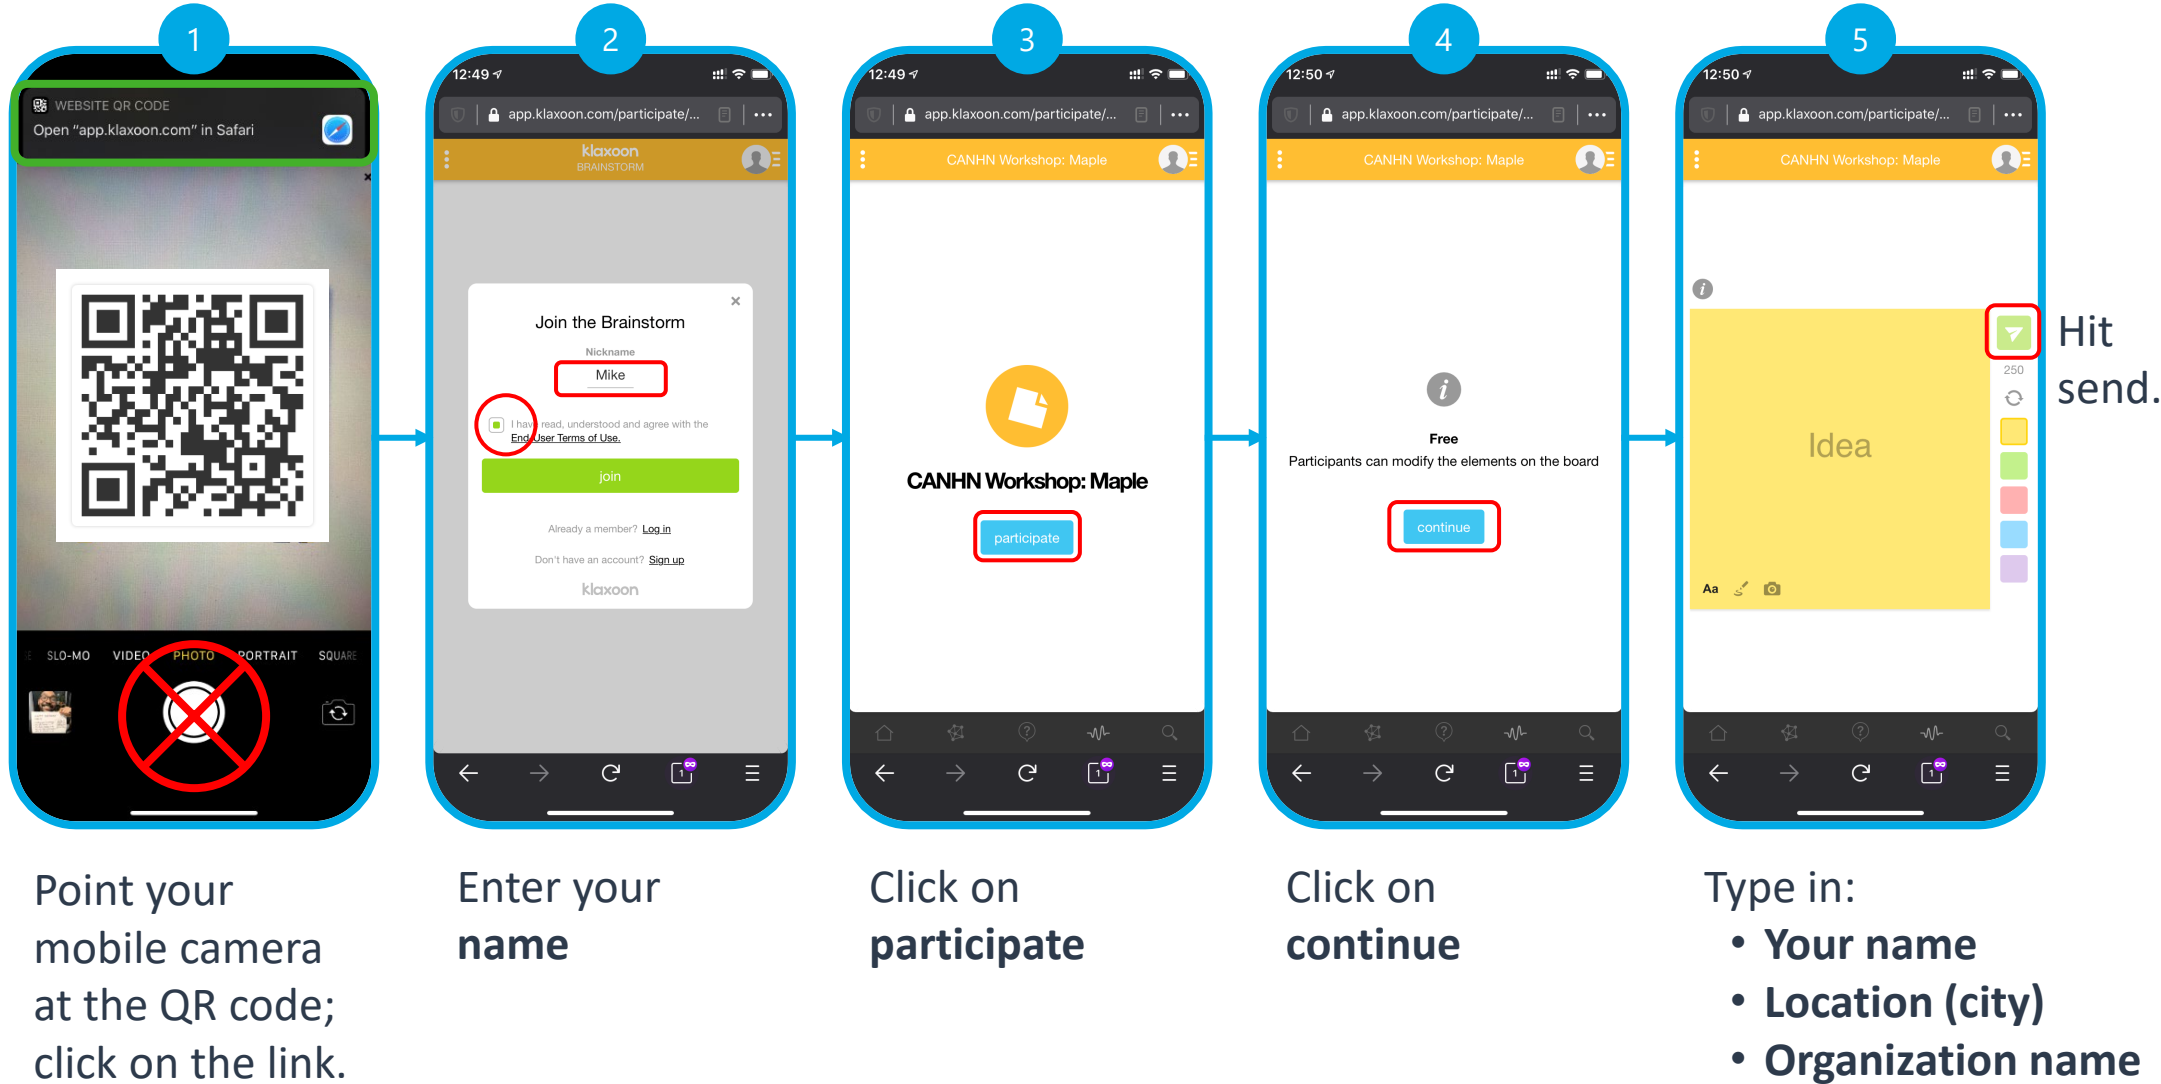 1
WEBSITE QR CODE
Open “app.klaxoon.com” in Safari
SLO-MO VIDEO PHOTO PORTRAIT SQUARE
Point your
mobile camera
at the QR code;
click on the link.
2
12:49
app.klaxoon.com/participate/...
klaxoon
BRAINSTORM
Join the Brainstorm
Nickname
Mike
I have read, understood and agree with the
End-User Terms of Use.
join
Already a member? Log in
Don't have an account? Sign up
klaxoon
1
Enter your
name
3
12:49
app.klaxoon.com/participate/...
CANHN Workshop: Maple
CANHN Workshop: Maple
participate
1
Click on
participate
4
12:50
app.klaxoon.com/participate/...
CANHN Workshop: Maple
i
Free
Participants can modify the elements on the board
continue
1
Click on
continue
5
12:50
app.klaxoon.com/participate/...
CANHN Workshop: Maple
i
250
Idea
Aa
1
Hit
send.
Type in:
• Your name
• Location (city)
• Organization name